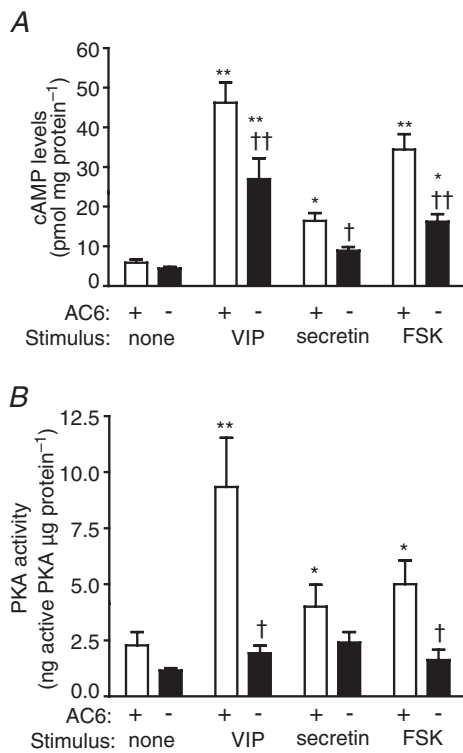 A
cAMP levels
(pmol mg protein⁻¹)
60
50
40
30
20
10
0
**
**
††
*
†
**
*
††
AC6: + - + - + - + -
Stimulus: none VIP secretin FSK
B
PKA activity
(ng active PKA µg protein⁻¹)
12.5
10.0
7.5
5.0
2.5
0.0
**
†
*
*
†
AC6: + - + - + - + -
Stimulus: none VIP secretin FSK